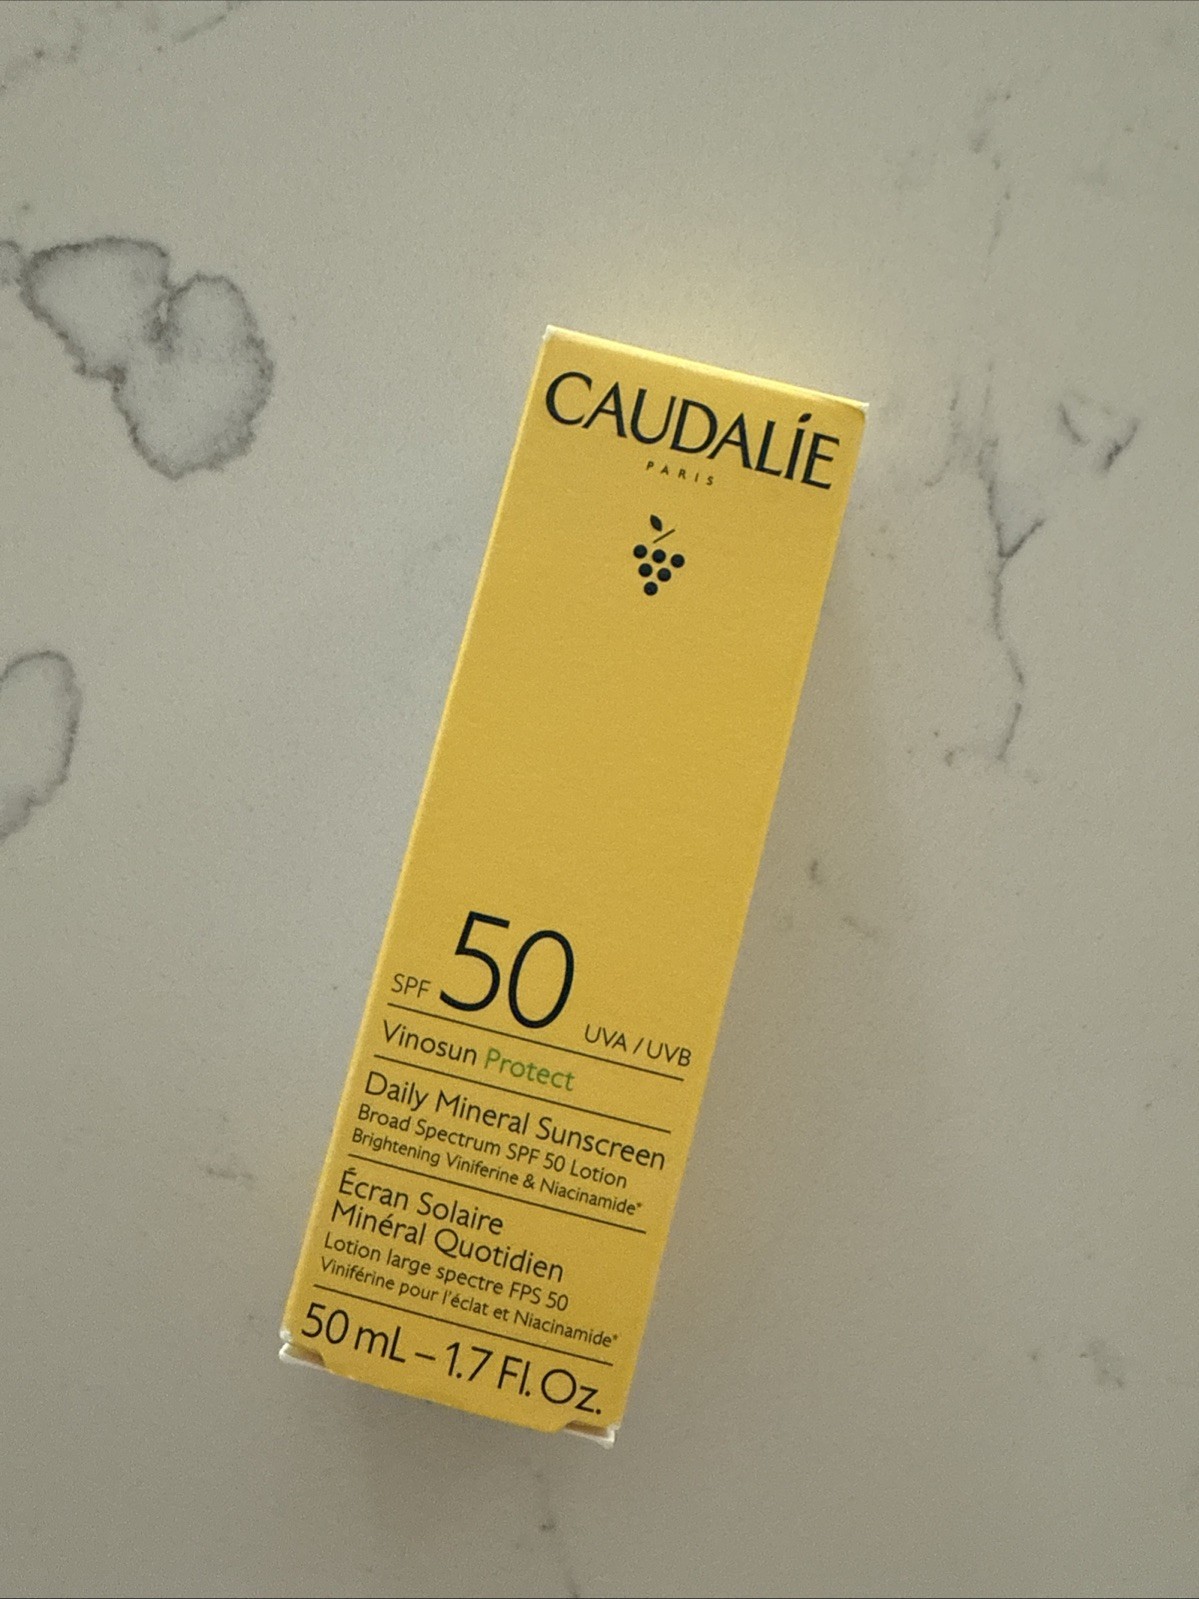 CAUDALÍE
PARIS
SPF 50 UVA / UVB
Vinosun Protect
Daily Mineral Sunscreen
Broad Spectrum SPF 50 Lotion
Brightening Viniferine & Niacinamide*
Écran Solaire
Minéral Quotidien
Lotion large spectre FPS 50
Viniférine pour l'éclat et Niacinamide*
50 mL – 1.7 Fl. Oz.